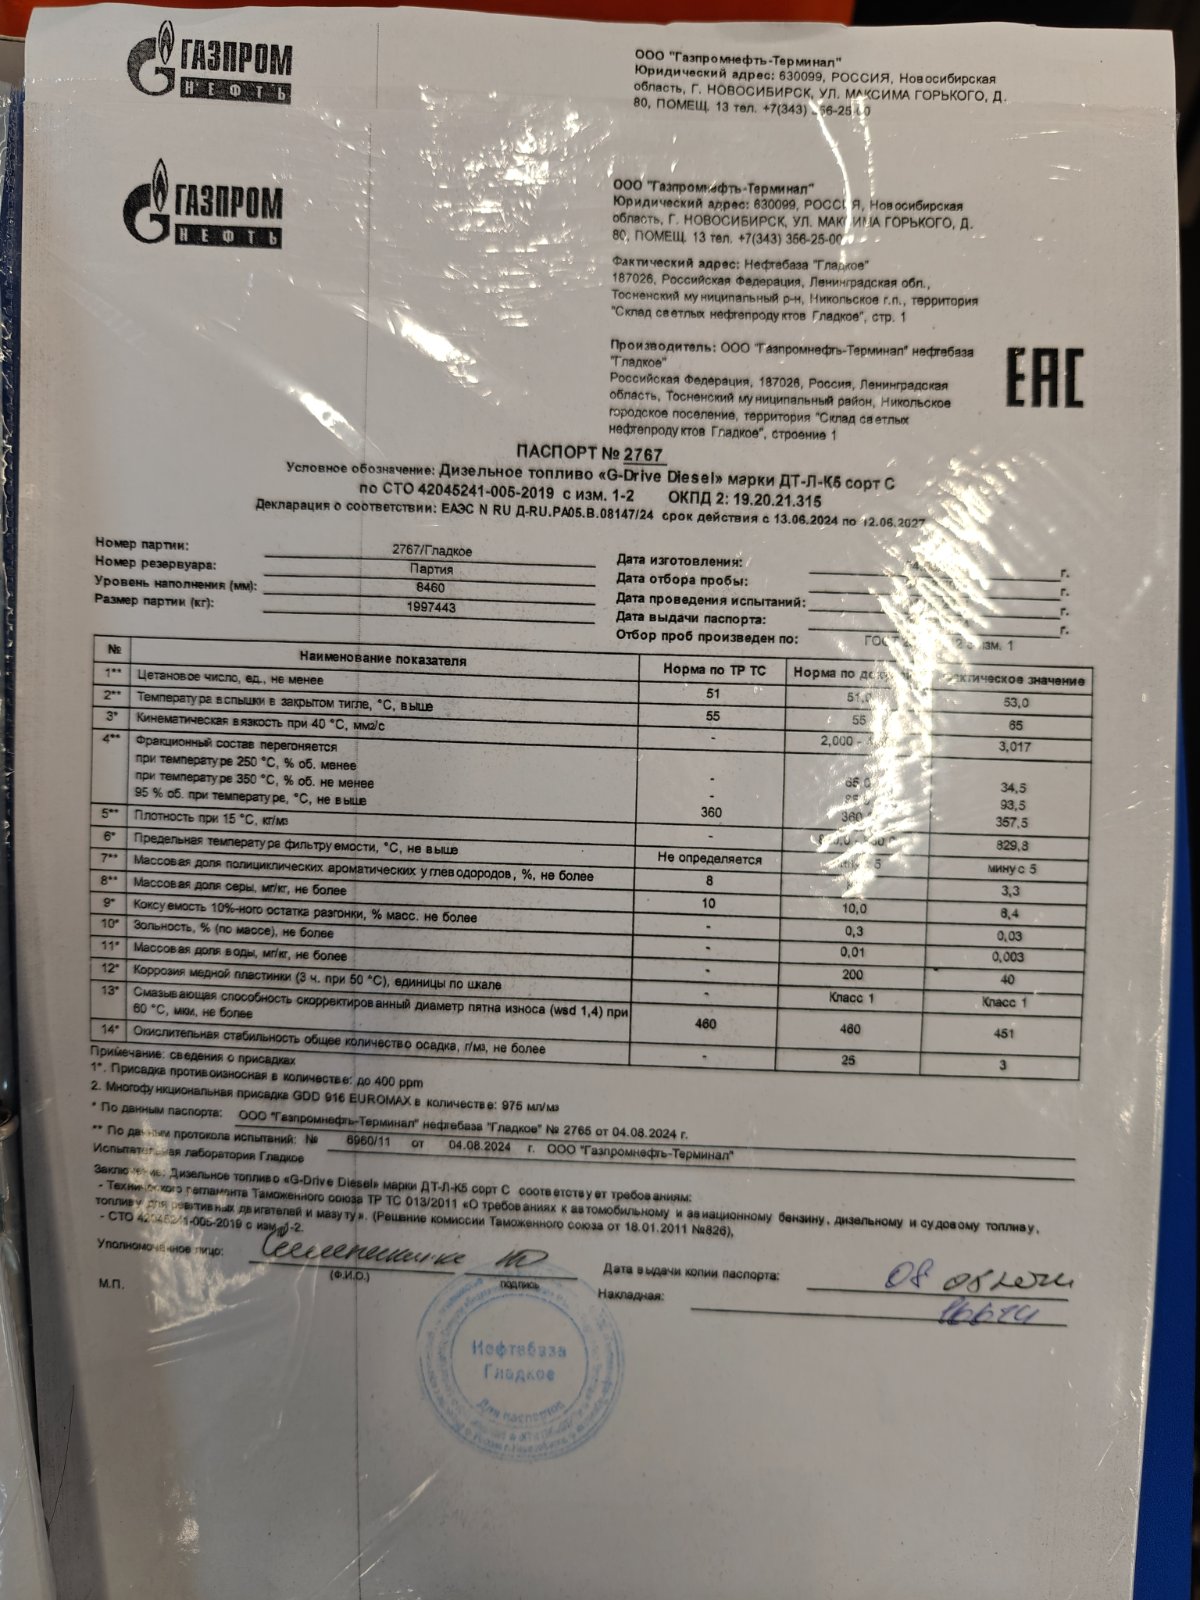 ГАЗПРОМ
НЕФТЬ
ООО "Газпромнефть-Терминал"
Юридический адрес: 630099, РОССИЯ, Новосибирская
область, Г. НОВОСИБИРСК, УЛ. МАКСИМА ГОРЬКОГО, Д.
80, ПОМЕЩ. 13 тел. +7(343) 356-25-00
ГАЗПРОМ
НЕФТЬ
ООО "Газпромнефть-Терминал"
Юридический адрес: 630099, РОССИЯ, Новосибирская
область, Г. НОВОСИБИРСК, УЛ. МАКСИМА ГОРЬКОГО, Д.
80, ПОМЕЩ. 13 тел. +7(343) 356-25-00
Фактический адрес: Нефтебаза "Гладкое"
187026, Российская Федерация, Ленинградская обл.,
Тосненский муниципальный р-н, Никольское г.п., территория
"Склад светлых нефтепродуктов Гладкое", стр. 1
Производитель: ООО "Газпромнефть-Терминал" нефтебаза
"Гладкое"
Российская Федерация, 187026, Россия, Ленинградская
область, Тосненский муниципальный район, Никольское
городское поселение, территория "Склад светлых
нефтепродуктов Гладкое", строение 1
ЕАС
ПАСПОРТ № 2767
Условное обозначение: Дизельное топливо «G-Drive Diesel» марки ДТ-Л-К5 сорт С
по СТО 42045241-005-2019 с изм. 1-2 ОКПД 2: 19.20.21.315
Декларация о соответствии: ЕАЭС N RU Д-RU.РА05.В.08147/24 срок действия с 13.06.2024 по 12.06.2027
Номер партии: 2767/Гладкое
Номер резервуара: Партия
Уровень наполнения (мм): 8460
Размер партии (кг): 1997443
Дата изготовления: г.
Дата отбора пробы: г.
Дата проведения испытаний: г.
Дата выдачи паспорта: г.
Отбор проб произведен по: ГОСТ с изм. 1
№ Наименование показателя Норма по ТР ТС Норма по значение
1** Цетановое число, ед., не менее 51 51,0 53,0
2** Температура вспышки в закрытом тигле, °С, выше 55 55 65
3* Кинематическая вязкость при 40 °С, мм2/с - 2,000 - 3,017
4** Фракционный состав перегоняется
при температуре 250 °С, % об. менее - 65,0 34,5
при температуре 350 °С, % об. не менее - 93,5
95 % об. при температуре, °С, не выше 360 360 357,5
5** Плотность при 15 °С, кг/м3 - 829,8
6* Предельная температура фильтруемости, °С, не выше Не определяется минус 5
7** Массовая доля полициклических ароматических углеводородов, %, не более 8 3,3
8** Массовая доля серы, мг/кг, не более 10 10,0 8,4
9* Коксуемость 10%-ного остатка разгонки, % масс. не более - 0,3 0,03
10* Зольность, % (по массе), не более - 0,01 0,003
11* Массовая доля воды, мг/кг, не более - 200 40
12* Коррозия медной пластинки (3 ч. при 50 °С), единицы по шкале - Класс 1 Класс 1
13* Смазывающая способность скорректированный диаметр пятна износа (wsd 1,4) при
60 °С, мкм, не более 460 460 451
14* Окислительная стабильность общее количество осадка, г/м3, не более - 25 3
Примечание: сведения о присадках
1*. Присадка противоизносная в количестве: до 400 ppm
2. Многофункциональная присадка GDD 916 EUROMAX в количестве: 975 мл/м3
* По данным паспорта: ООО "Газпромнефть-Терминал" нефтебаза "Гладкое" № 2765 от 04.08.2024 г.
** По данным протокола испытаний: № 6960/11 от 04.08.2024 г. ООО "Газпромнефть-Терминал"
Испытательная лаборатория Гладкое
Заключение: Дизельное топливо «G-Drive Diesel» марки ДТ-Л-К5 сорт С соответствует требованиям:
- Технического регламента Таможенного союза ТР ТС 013/2011 «О требованиях к автомобильному и авиационному бензину, дизельному и судовому топливу,
топливу для реактивных двигателей и мазуту». (Решение комиссии Таможенного союза от 18.01.2011 №826),
- СТО 42045241-005-2019 с изм. 1-2.
Уполномоченное лицо:
(Ф.И.О.) подпись
Дата выдачи копии паспорта: 08
Накладная:
М.П.
Нефтебаза
Гладкое
Для паспортов